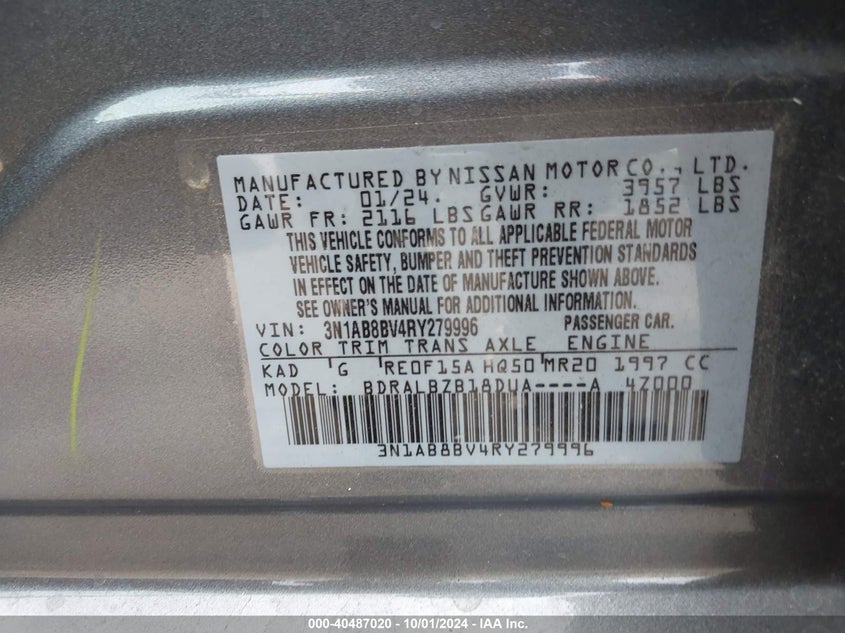 MANUFACTURED BY NISSAN MOTOR CO., LTD.
DATE: 01/24. GVWR: 3957 LBS
GAWR FR: 2116 LBS GAWR RR: 1852 LBS
THIS VEHICLE CONFORMS TO ALL APPLICABLE FEDERAL MOTOR
VEHICLE SAFETY, BUMPER AND THEFT PREVENTION STANDARDS
IN EFFECT ON THE DATE OF MANUFACTURE SHOWN ABOVE.
SEE OWNER'S MANUAL FOR ADDITIONAL INFORMATION.
VIN: 3N1AB8BV4RY279996 PASSENGER CAR.
COLOR TRIM TRANS AXLE ENGINE
KAD G RE0F15A HQ50 MR20 1997 CC
MODEL: BDRALBZB18DUA----A 4Z000
3N1AB8BV4RY279996
000-40487020 - 10/01/2024 - IAA Inc.